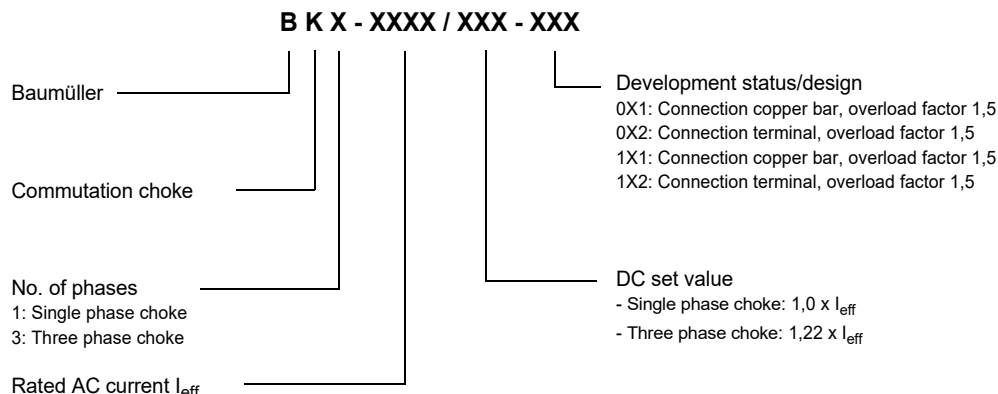 B K X - XXXX / XXX - XXX
Baumüller
Commutation choke
No. of phases
1: Single phase choke
3: Three phase choke
Rated AC current Ieff
Development status/design
0X1: Connection copper bar, overload factor 1,5
0X2: Connection terminal, overload factor 1,5
1X1: Connection copper bar, overload factor 1,5
1X2: Connection terminal, overload factor 1,5
DC set value
- Single phase choke: 1,0 x Ieff
- Three phase choke: 1,22 x Ieff